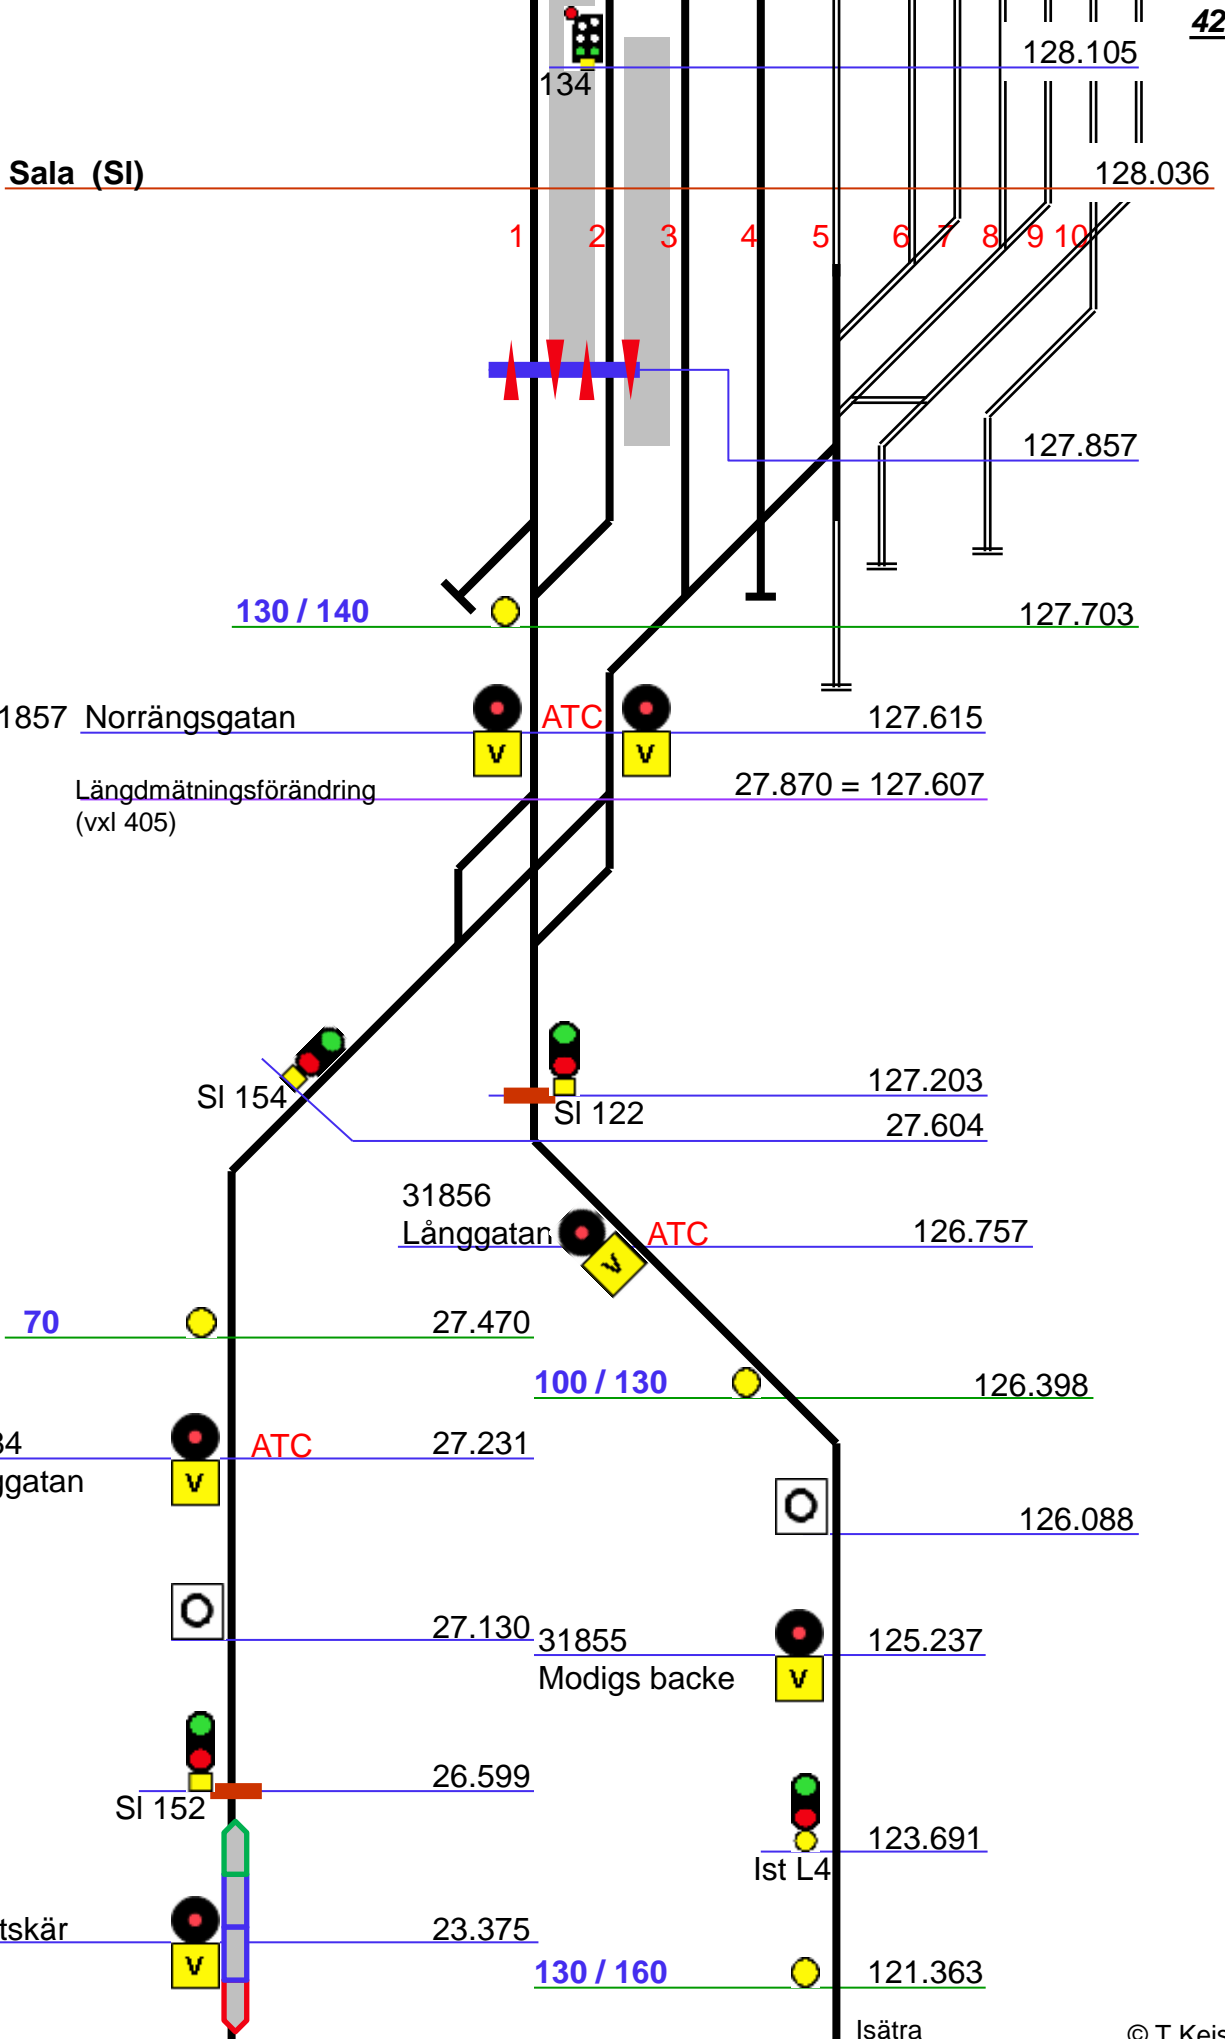 42
128.105
134
Sala (Sl)
128.036
1 2 3 4 5 6 7 8 9 10
127.857
130 / 140
127.703
1857 Norrängsgatan
ATC
127.615
V V
Längdmätningsförändring
27.870 = 127.607
(vxl 405)
Sl 154
127.203
Sl 122
27.604
31856
Långgatan
ATC
126.757
V
70
27.470
100 / 130
126.398
34
ATC
27.231
ggatan
V
126.088
27.130
31855
125.237
Modigs backe
V
26.599
Sl 152
123.691
Ist L4
tskär
23.375
V
130 / 160
121.363
Isätra
© T Keis